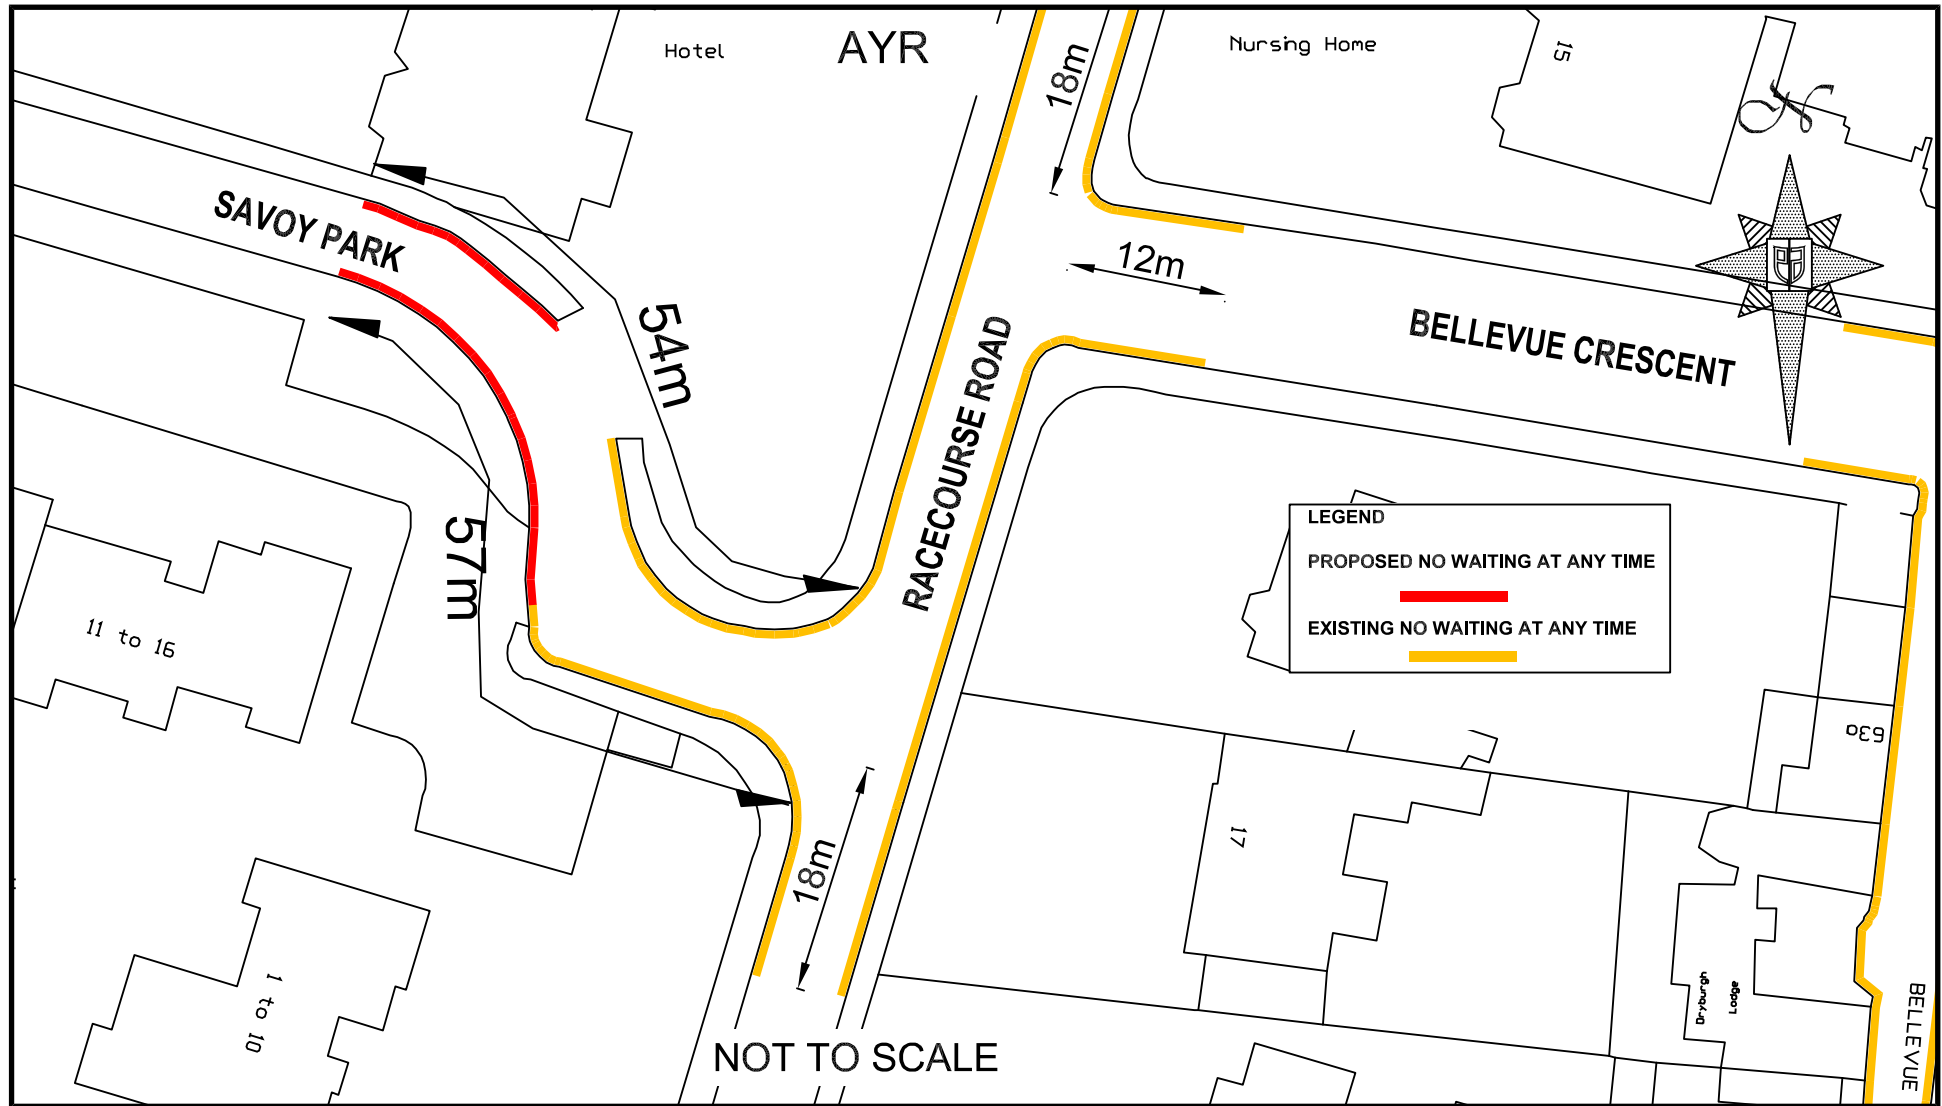 Hotel
AYR
18m
Nursing Home
15
N
SAVOY PARK
12m
54m
BELLEVUE CRESCENT
RACECOURSE ROAD
57m
LEGEND
PROPOSED NO WAITING AT ANY TIME
EXISTING NO WAITING AT ANY TIME
11 to 16
63a
17
18m
1 to 10
Dryburgh
Lodge
BELLEVUE
NOT TO SCALE